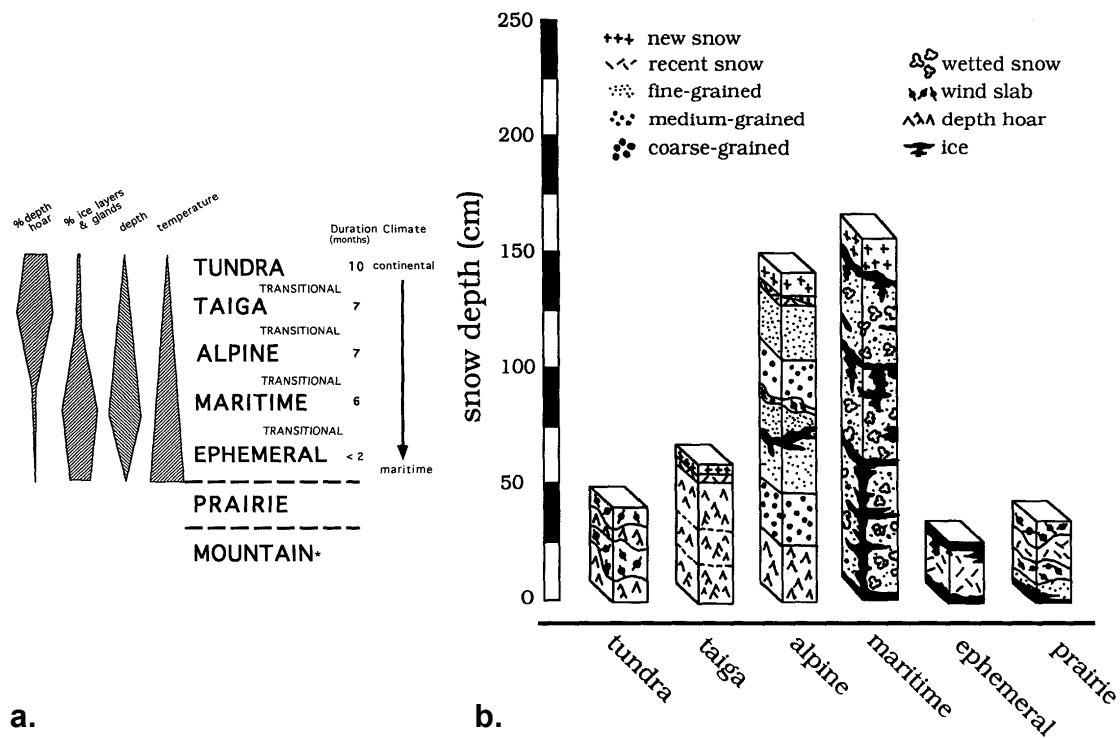 % depth
hoar
% ice layers
& glands
depth
temperature
Duration Climate
(months)
TUNDRA 10 continental
TRANSITIONAL
TAIGA 7
TRANSITIONAL
ALPINE 7
TRANSITIONAL
MARITIME 6
TRANSITIONAL
EPHEMERAL < 2
maritime
PRAIRIE
MOUNTAIN*
a.
250
200
150
100
50
0
snow depth (cm)
new snow
recent snow
fine-grained
medium-grained
coarse-grained
wetted snow
wind slab
depth hoar
ice
tundra
taiga
alpine
maritime
ephemeral
prairie
b.